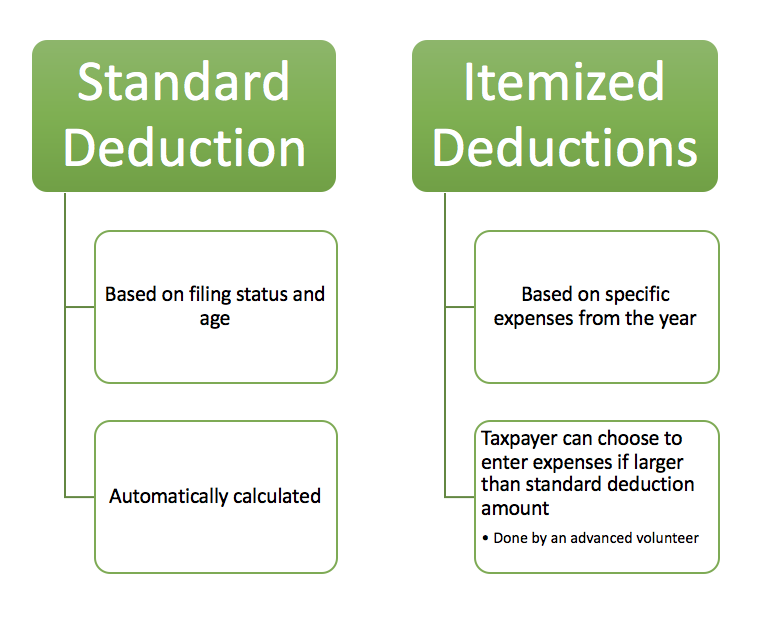 Standard
Deduction
Based on filing status and
age
Automatically calculated
Itemized
Deductions
Based on specific
expenses from the year
Taxpayer can choose to
enter expenses if larger
than standard deduction
amount
• Done by an advanced volunteer